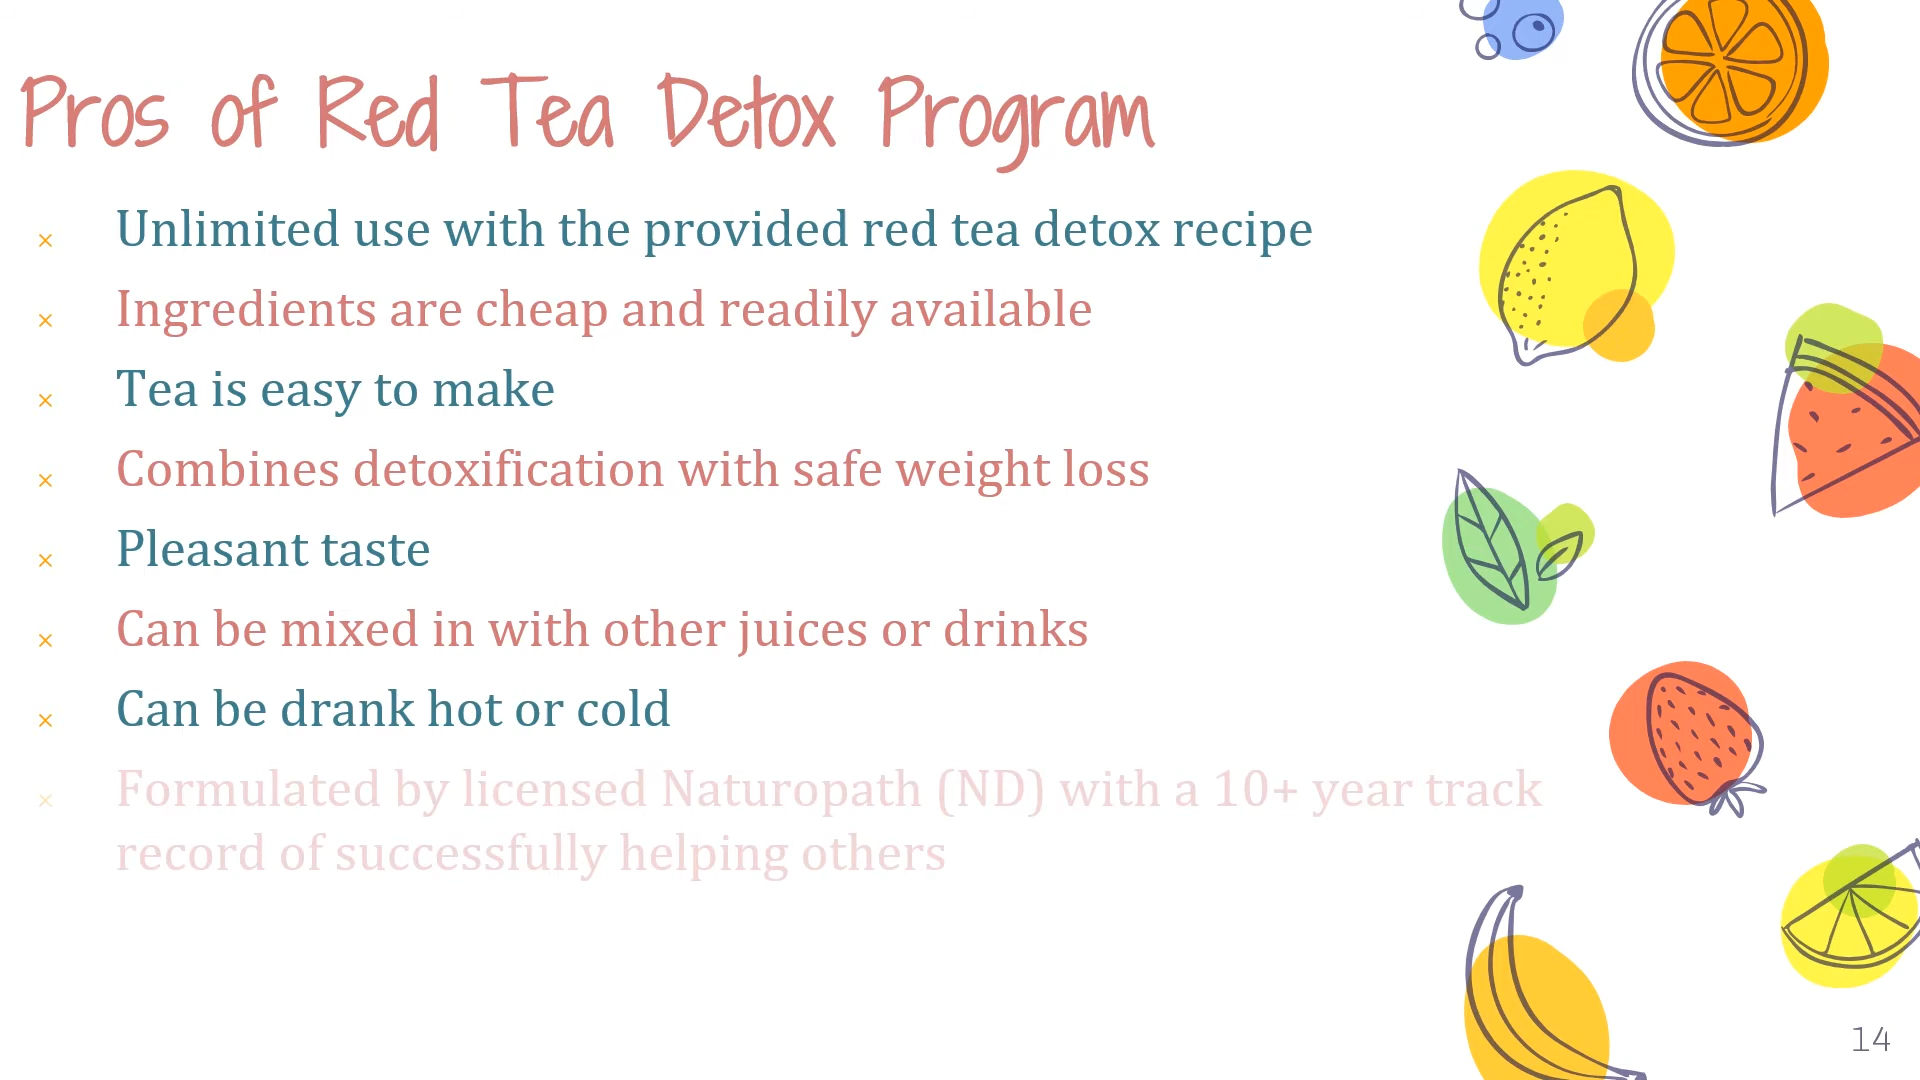 Pros of Red Tea Detox Program
× Unlimited use with the provided red tea detox recipe
× Ingredients are cheap and readily available
× Tea is easy to make
× Combines detoxification with safe weight loss
× Pleasant taste
× Can be mixed in with other juices or drinks
× Can be drank hot or cold
× Formulated by licensed Naturopath (ND) with a 10+ year track
record of successfully helping others
14